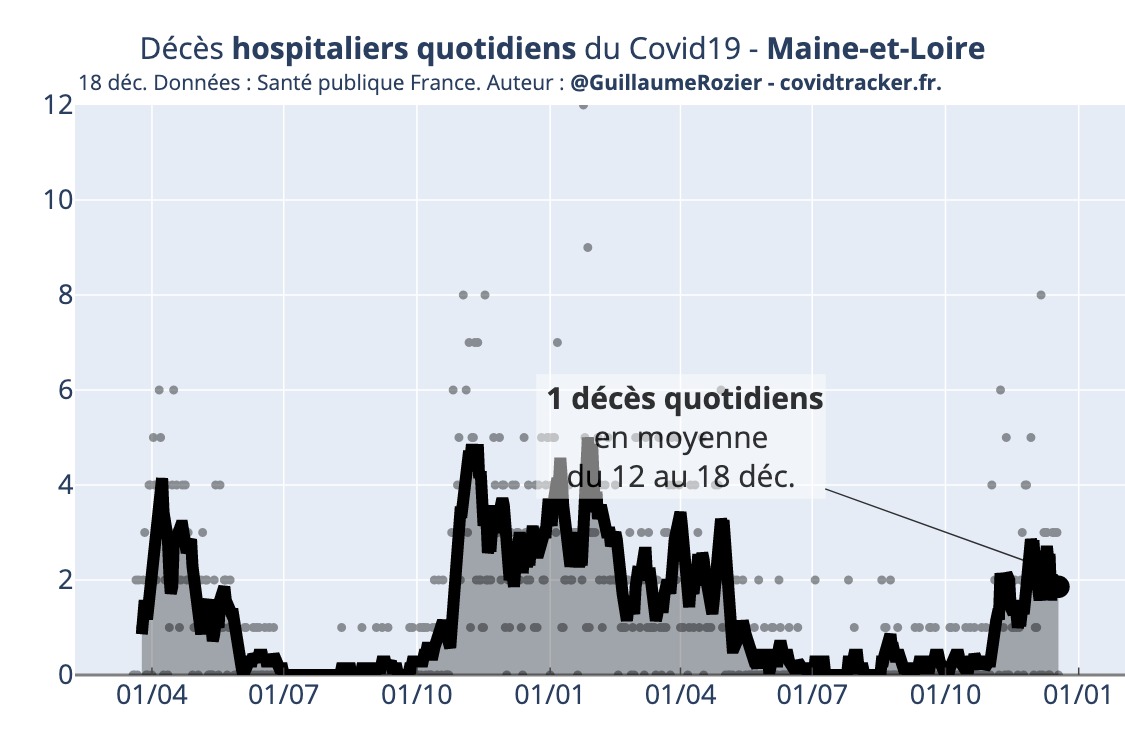 Décès hospitaliers quotidiens du Covid19 - Maine-et-Loire
18 déc. Données : Santé publique France. Auteur : @GuillaumeRozier - covidtracker.fr.
12
10
8
6
4
2
0
1 décès quotidiens
en moyenne
du 12 au 18 déc.
01/04 01/07 01/10 01/01 01/04 01/07 01/10 01/01